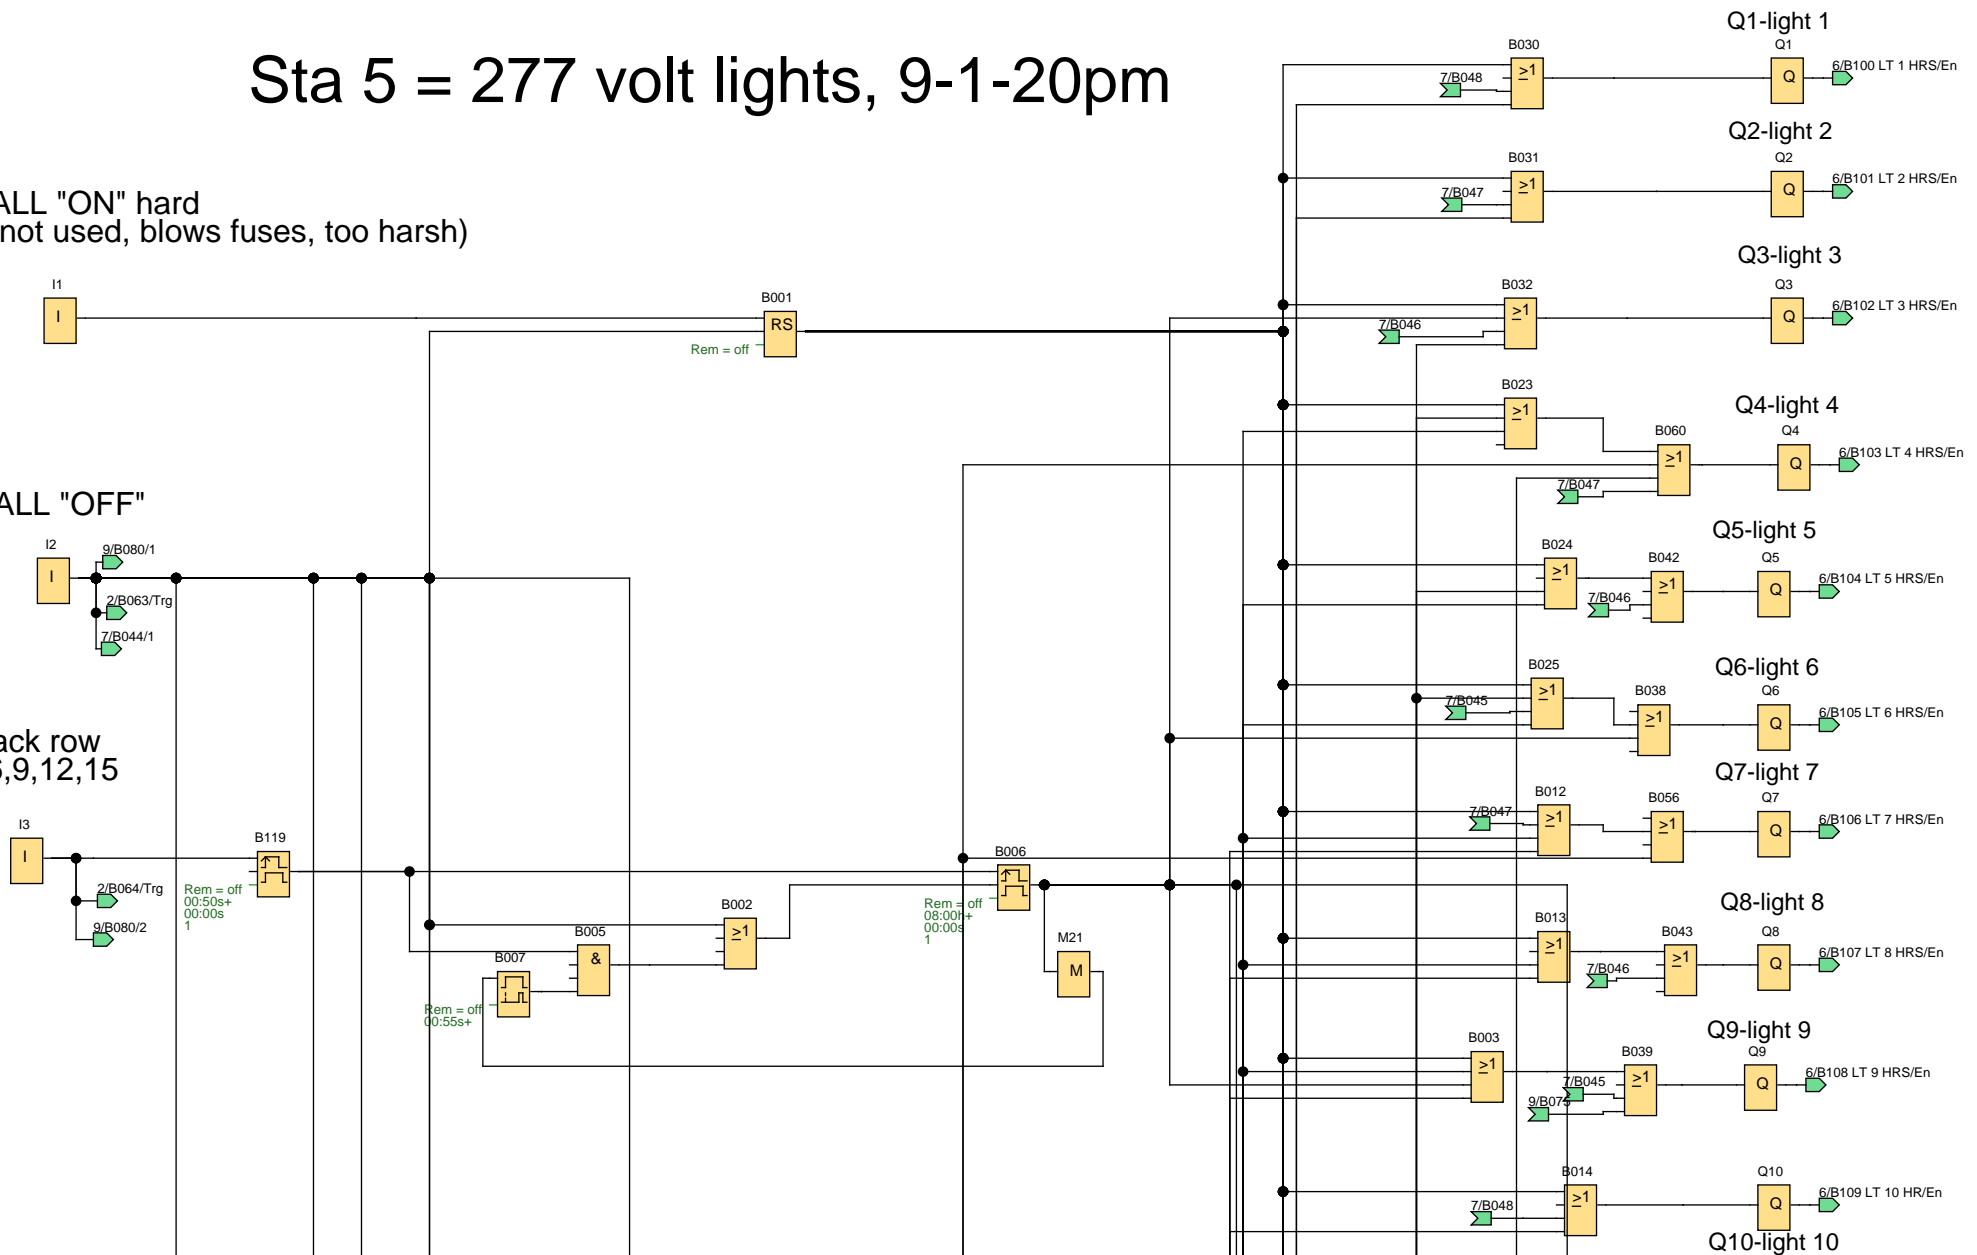 Q1-light 1
B030
Q1
6/B100 LT 1 HRS/En
7/B048
≥1
Q
Sta 5 = 277 volt lights, 9-1-20pm
Q2-light 2
B031
Q2
6/B101 LT 2 HRS/En
7/B047
≥1
Q
ALL "ON" hard
not used, blows fuses, too harsh)
Q3-light 3
I1
I
B001
RS
Rem = off
B032
Q3
6/B102 LT 3 HRS/En
7/B046
≥1
Q
B023
≥1
Q4-light 4
B060
Q4
6/B103 LT 4 HRS/En
≥1
Q
7/B047
ALL "OFF"
I2
I
9/B080/1
2/B063/Trg
7/B044/1
Q5-light 5
B024
B042
Q5
6/B104 LT 5 HRS/En
≥1
≥1
Q
7/B046
Q6-light 6
B025
B038
Q6
6/B105 LT 6 HRS/En
7/B045
≥1
≥1
Q
ack row
6,9,12,15
Q7-light 7
B012
B056
Q7
6/B106 LT 7 HRS/En
7/B047
≥1
≥1
Q
I3
I
B119
2/B064/Trg
9/B080/2
Rem = off
00:50s+
00:00s
1
B006
Rem = off
08:00h+
00:00s
1
B002
≥1
B005
&
B007
Rem = off
00:55s+
M21
M
Q8-light 8
B013
B043
Q8
6/B107 LT 8 HRS/En
≥1
≥1
Q
7/B046
Q9-light 9
B003
B039
Q9
6/B108 LT 9 HRS/En
≥1
≥1
Q
7/B045
9/B075
B014
Q10
6/B109 LT 10 HR/En
7/B048
≥1
Q
Q10-light 10